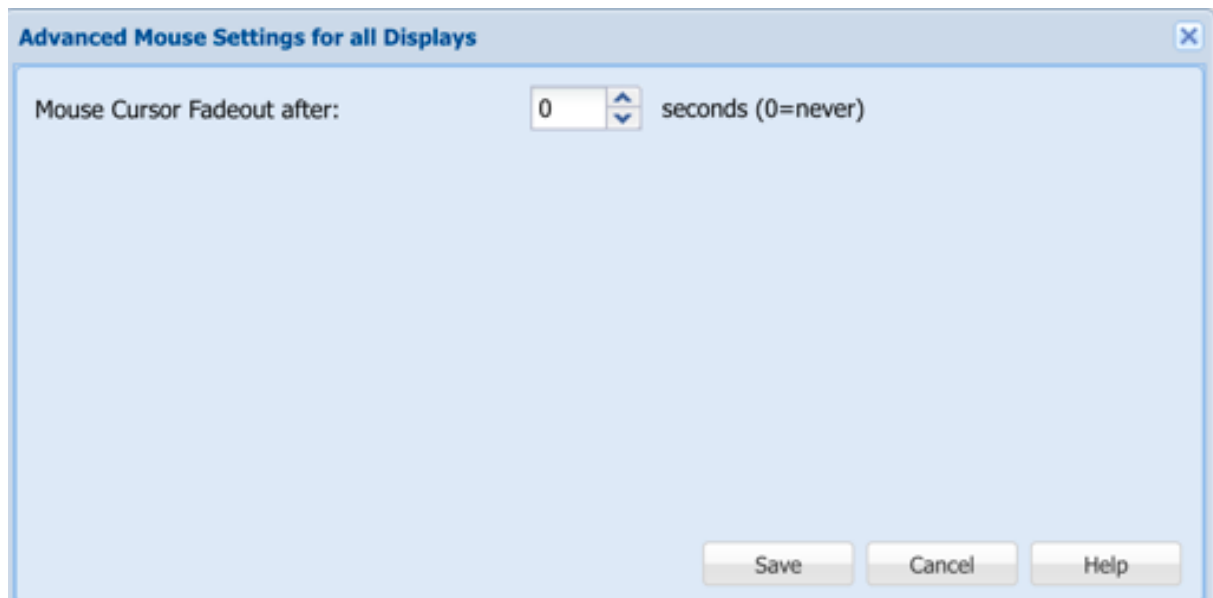 Advanced Mouse Settings for all Displays
Mouse Cursor Fadeout after: 0 seconds (0=never)
Save Cancel Help